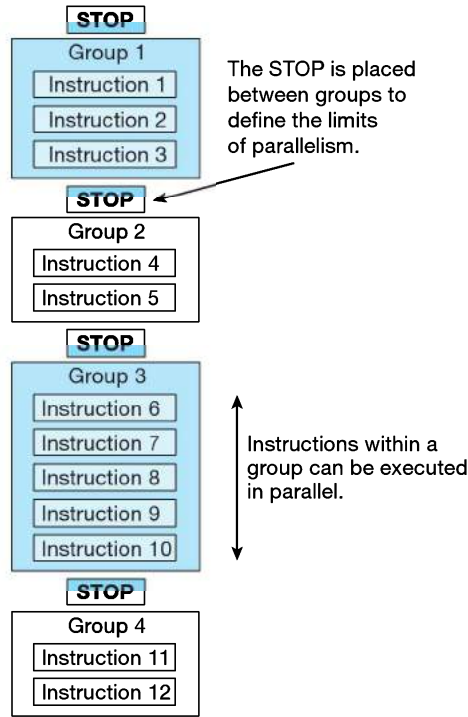 STOP
Group 1
Instruction 1
Instruction 2
Instruction 3
The STOP is placed
between groups to
define the limits
of parallelism.
STOP
Group 2
Instruction 4
Instruction 5
STOP
Group 3
Instruction 6
Instruction 7
Instruction 8
Instruction 9
Instruction 10
Instructions within a
group can be executed
in parallel.
STOP
Group 4
Instruction 11
Instruction 12